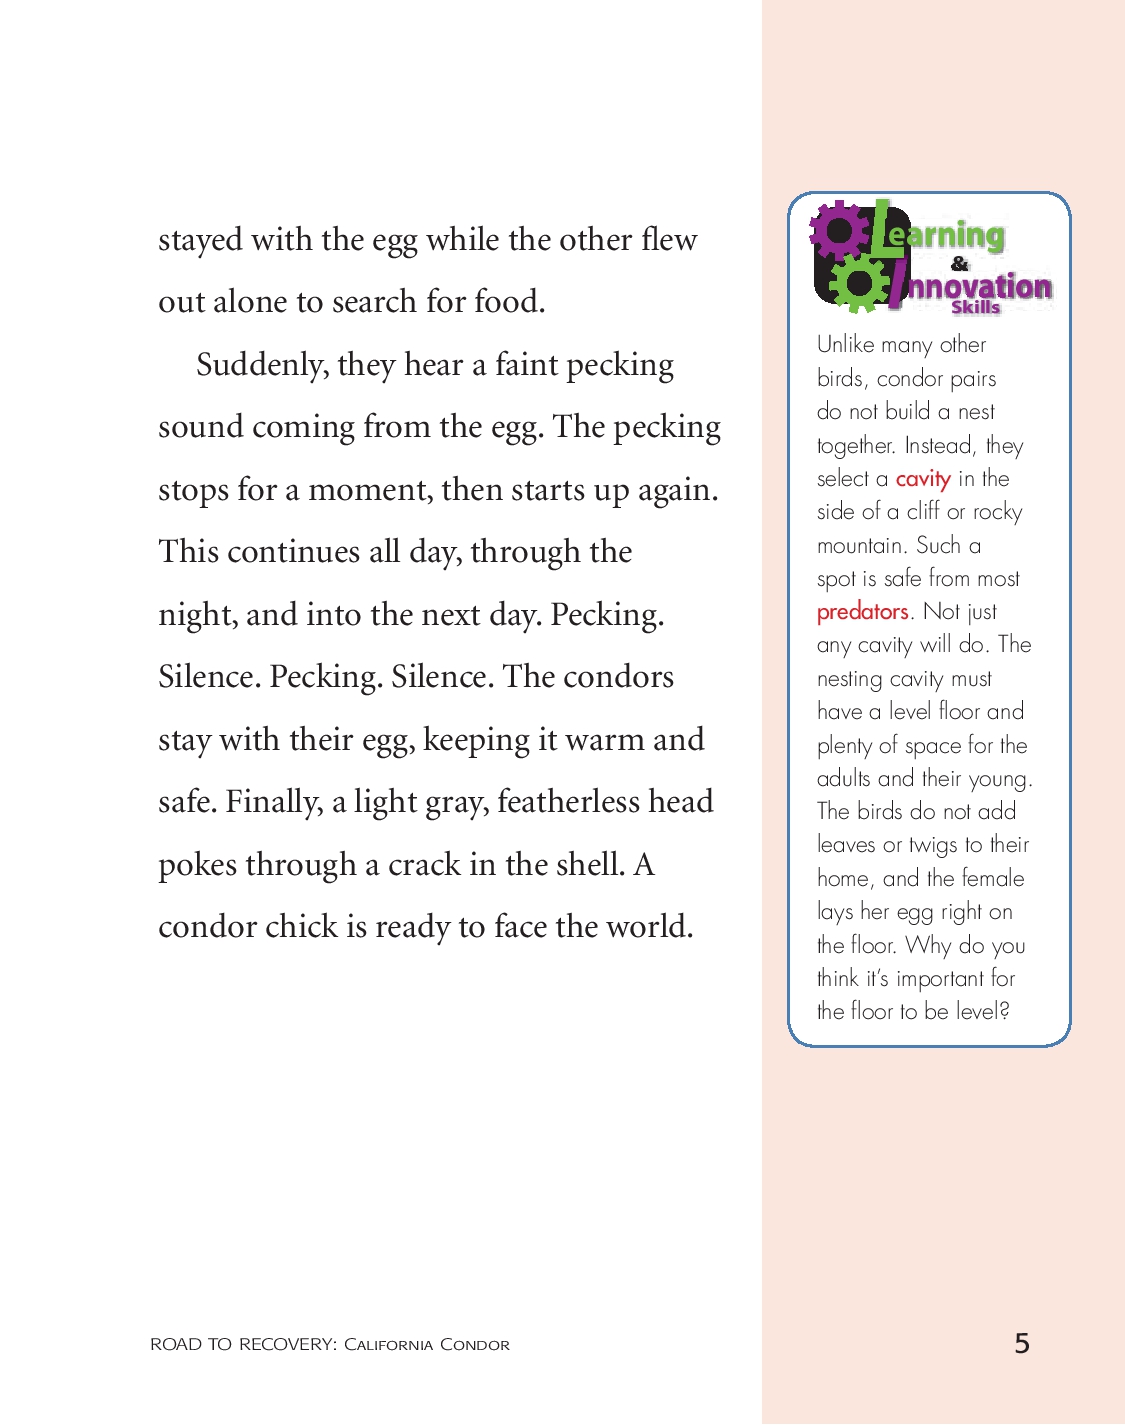 stayed with the egg while the other flew
out alone to search for food.
Suddenly, they hear a faint pecking
sound coming from the egg. The pecking
stops for a moment, then starts up again.
This continues all day, through the
night, and into the next day. Pecking.
Silence. Pecking. Silence. The condors
stay with their egg, keeping it warm and
safe. Finally, a light gray, featherless head
pokes through a crack in the shell. A
condor chick is ready to face the world.
Learning
&
Innovation
Skills
Unlike many other
birds, condor pairs
do not build a nest
together. Instead, they
select a cavity in the
side of a cliff or rocky
mountain. Such a
spot is safe from most
predators. Not just
any cavity will do. The
nesting cavity must
have a level floor and
plenty of space for the
adults and their young.
The birds do not add
leaves or twigs to their
home, and the female
lays her egg right on
the floor. Why do you
think it's important for
the floor to be level?
ROAD TO RECOVERY: California Condor
5